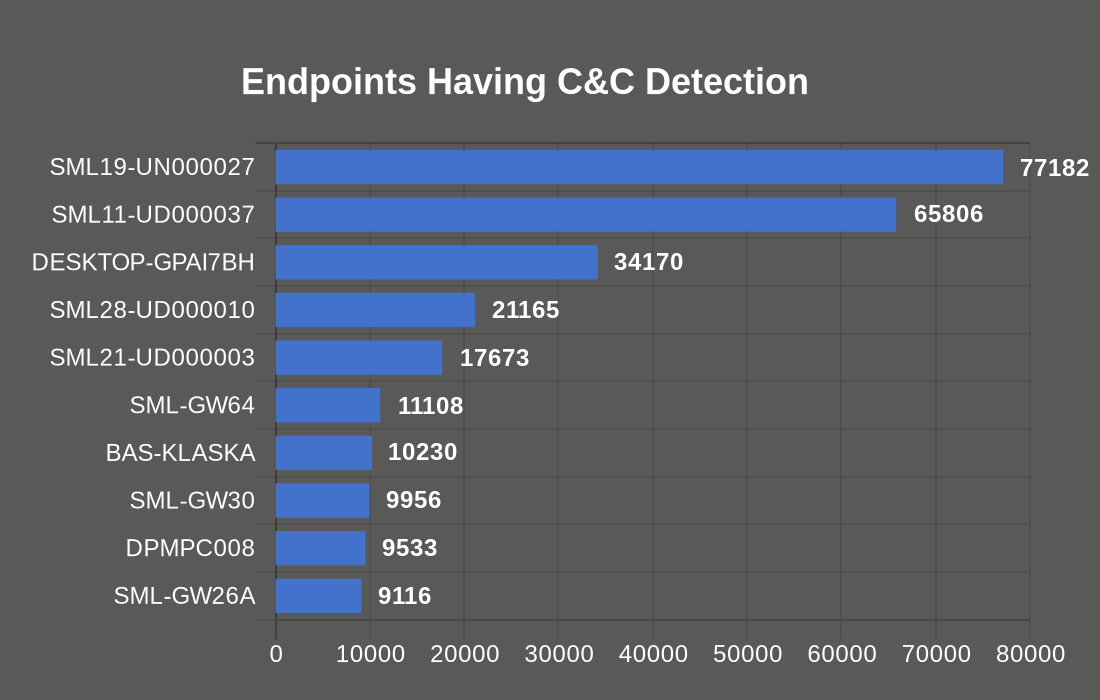 Endpoints Having C&C Detection
SML19-UN000027 77182
SML11-UD000037 65806
DESKTOP-GPAI7BH 34170
SML28-UD000010 21165
SML21-UD000003 17673
SML-GW64 11108
BAS-KLASKA 10230
SML-GW30 9956
DPMPC008 9533
SML-GW26A 9116
0 10000 20000 30000 40000 50000 60000 70000 80000